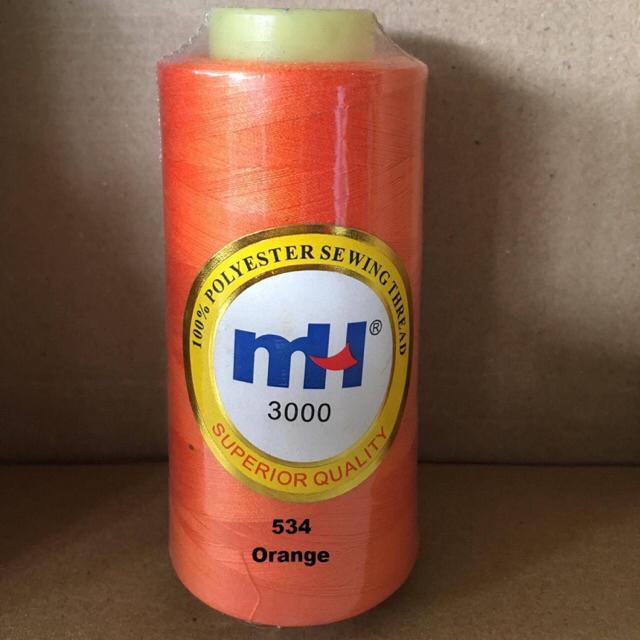 100% POLYESTER SEWING THREAD
mH®
3000
SUPERIOR QUALITY
534
Orange